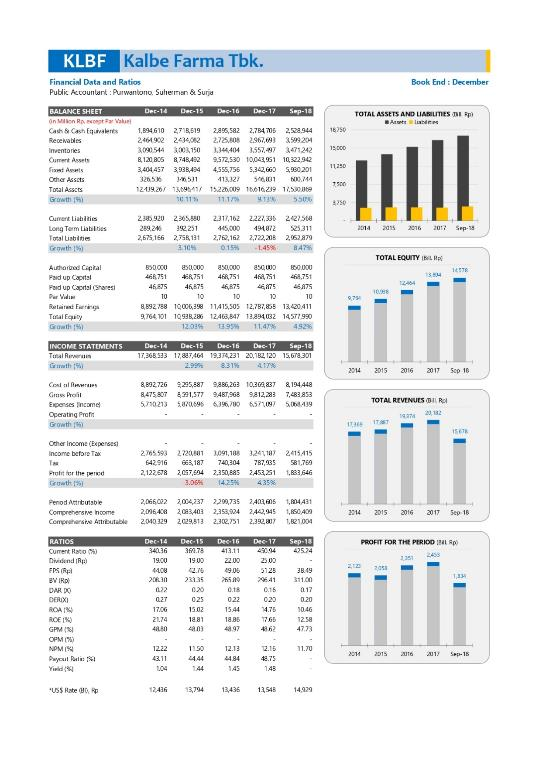 KLBF Kalbe Farma Tbk.
Financial Data and Ratios Book End : December
Public Accountant : Purwantono, Suherman & Surja
BALANCE SHEET Dec-14 Dec-15 Dec-16 Dec-17 Sep-18
(in Million Rp, except Par Value)
Cash & Cash Equivalents 1,894,610 2,718,619 2,895,582 2,784,706 2,528,944
Receivables 2,464,902 2,434,082 2,725,808 2,967,693 3,599,204
Inventories 3,090,544 3,003,150 3,344,404 3,557,497 3,471,242
Current Assets 8,120,805 8,748,492 9,572,530 10,043,951 10,322,942
Fixed Assets 3,404,457 3,938,494 4,555,756 5,342,660 5,930,201
Other Assets 326,536 346,531 413,327 546,831 600,744
Total Assets 12,439,267 13,696,417 15,226,009 16,616,239 17,530,869
Growth (%) 10.11% 11.17% 9.13% 5.50%
Current Liabilities 2,385,920 2,365,880 2,317,162 2,227,336 2,427,568
Long Term Liabilities 289,246 392,251 445,000 494,872 525,311
Total Liabilities 2,675,166 2,758,131 2,762,162 2,722,208 2,952,879
Growth (%) 3.10% 0.15% -1.45% 8.47%
Authorized Capital 850,000 850,000 850,000 850,000 850,000
Paid up Capital 468,751 468,751 468,751 468,751 468,751
Paid up Capital (Shares) 46,875 46,875 46,875 46,875 46,875
Par Value 10 10 10 10 10
Retained Earnings 8,892,788 10,006,398 11,415,505 12,787,858 13,420,411
Total Equity 9,764,101 10,938,286 12,463,847 13,894,032 14,577,990
Growth (%) 12.03% 13.95% 11.47% 4.92%
INCOME STATEMENTS Dec-14 Dec-15 Dec-16 Dec-17 Sep-18
Total Revenues 17,368,533 17,887,464 19,374,231 20,182,120 15,678,301
Growth (%) 2.99% 8.31% 4.17%
Cost of Revenues 8,892,726 9,295,887 9,886,263 10,369,837 8,194,448
Gross Profit 8,475,807 8,591,577 9,487,968 9,812,283 7,483,853
Expenses (Income) 5,710,213 5,870,696 6,396,780 6,571,097 5,068,439
Operating Profit - - - - -
Growth (%)
Other Income (Expenses) - - - - -
Income before Tax 2,765,593 2,720,881 3,091,188 3,241,187 2,415,415
Tax 642,916 663,187 740,304 787,935 581,769
Profit for the period 2,122,678 2,057,694 2,350,885 2,453,251 1,833,646
Growth (%) 3.06% 14.25% 4.35%
Period Attributable 2,066,022 2,004,237 2,299,735 2,403,606 1,804,431
Comprehensive Income 2,096,408 2,083,403 2,353,924 2,442,945 1,850,409
Comprehensive Attributable 2,040,329 2,029,813 2,302,751 2,392,807 1,821,004
RATIOS Dec-14 Dec-15 Dec-16 Dec-17 Sep-18
Current Ratio (%) 340.36 369.78 413.11 450.94 425.24
Dividend (Rp) 19.00 19.00 22.00 25.00 -
EPS (Rp) 44.08 42.76 49.06 51.28 38.49
BV (Rp) 208.30 233.35 265.89 296.41 311.00
DAR (X) 0.22 0.20 0.18 0.16 0.17
DER(X) 0.27 0.25 0.22 0.20 0.20
ROA (%) 17.06 15.02 15.44 14.76 10.46
ROE (%) 21.74 18.81 18.86 17.66 12.58
GPM (%) 48.80 48.03 48.97 48.62 47.73
OPM (%) - - - - -
NPM (%) 12.22 11.50 12.13 12.16 11.70
Payout Ratio (%) 43.11 44.44 44.84 48.75 -
Yield (%) 1.04 1.44 1.45 1.48 -
*US$ Rate (BI), Rp 12,436 13,794 13,436 13,548 14,929
TOTAL ASSETS AND LIABILITIES (Bill. Rp)
Assets Liabilities
18,750
15,000
11,250
7,500
3,750
-
2014 2015 2016 2017 Sep-18
TOTAL EQUITY (Bill. Rp)
9,764 10,938 12,464 13,894 14,578
2014 2015 2016 2017 Sep-18
TOTAL REVENUES (Bill. Rp)
17,369 17,887 19,374 20,182 15,678
2014 2015 2016 2017 Sep-18
PROFIT FOR THE PERIOD (Bill. Rp)
2,123 2,058 2,351 2,453 1,834
2014 2015 2016 2017 Sep-18